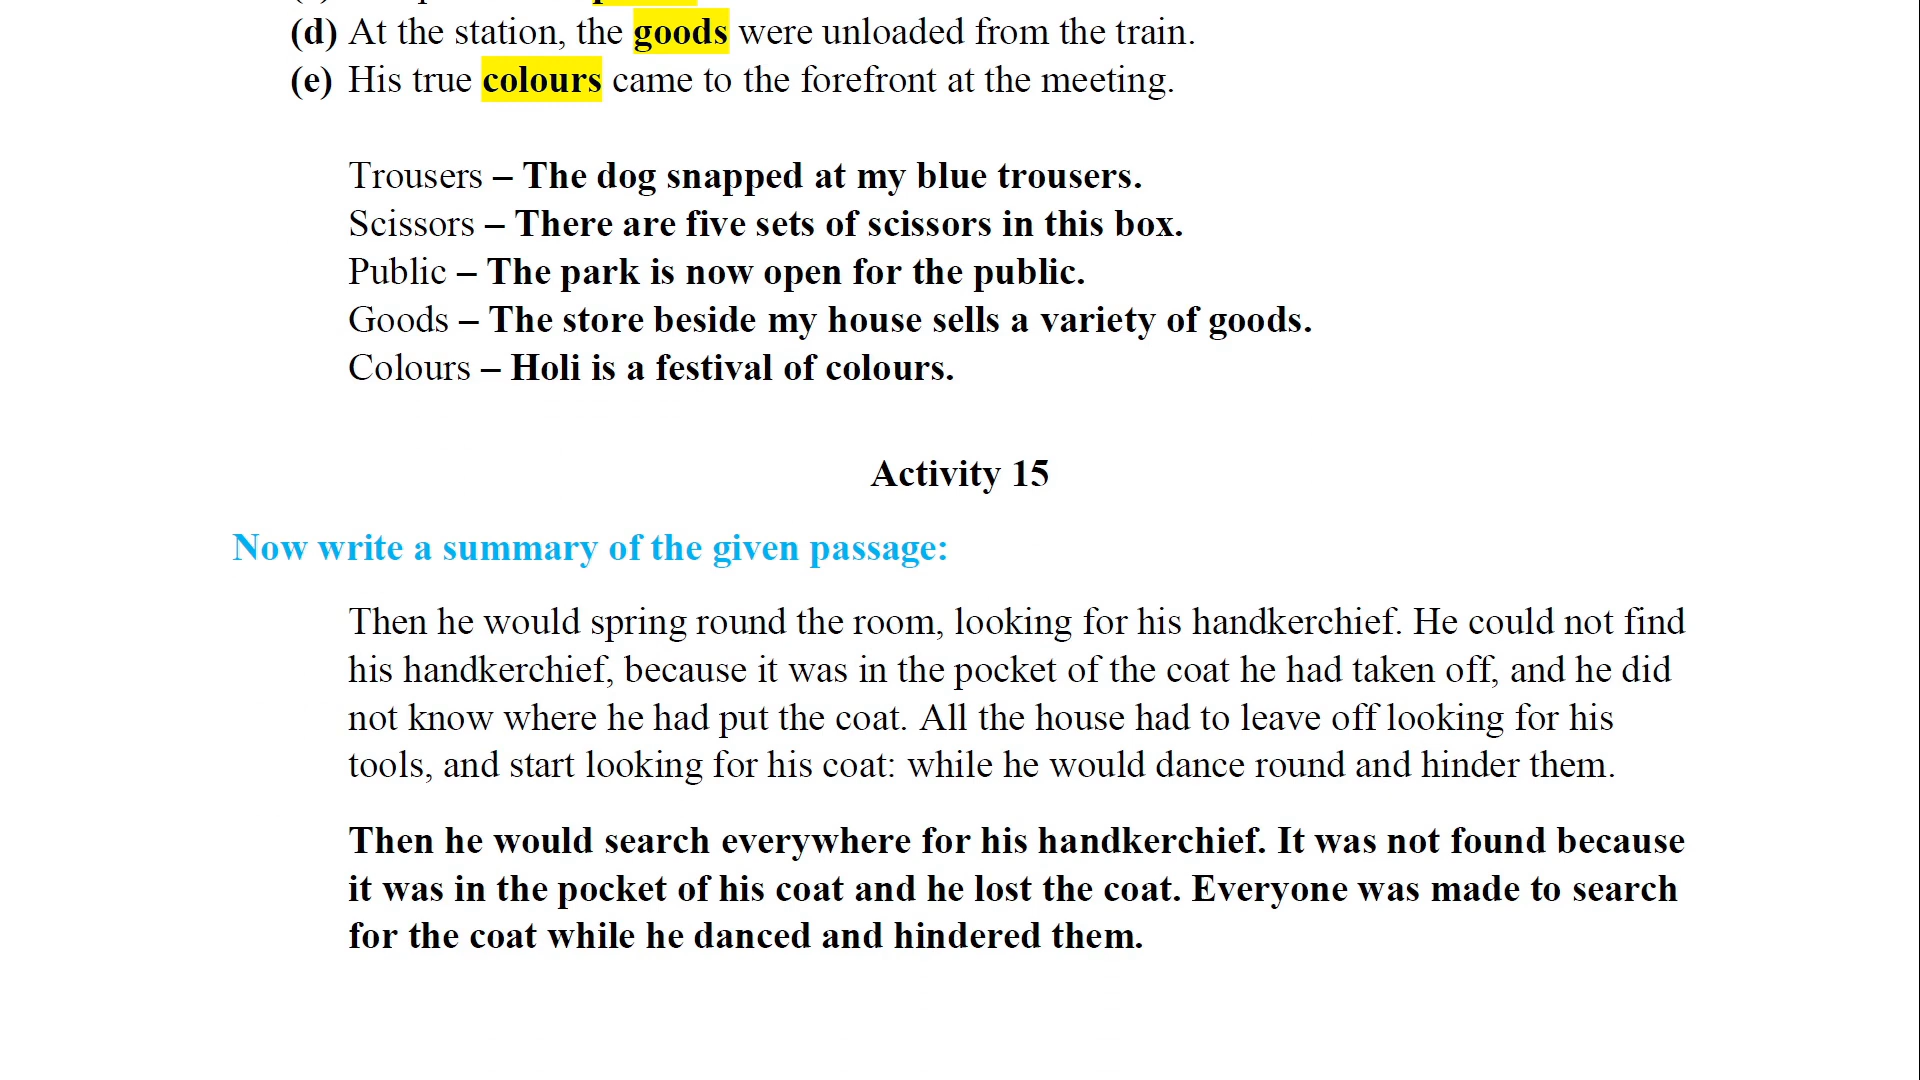 (d) At the station, the goods were unloaded from the train.
(e) His true colours came to the forefront at the meeting.
Trousers – The dog snapped at my blue trousers.
Scissors – There are five sets of scissors in this box.
Public – The park is now open for the public.
Goods – The store beside my house sells a variety of goods.
Colours – Holi is a festival of colours.
Activity 15
Now write a summary of the given passage:
Then he would spring round the room, looking for his handkerchief. He could not find
his handkerchief, because it was in the pocket of the coat he had taken off, and he did
not know where he had put the coat. All the house had to leave off looking for his
tools, and start looking for his coat: while he would dance round and hinder them.
Then he would search everywhere for his handkerchief. It was not found because
it was in the pocket of his coat and he lost the coat. Everyone was made to search
for the coat while he danced and hindered them.